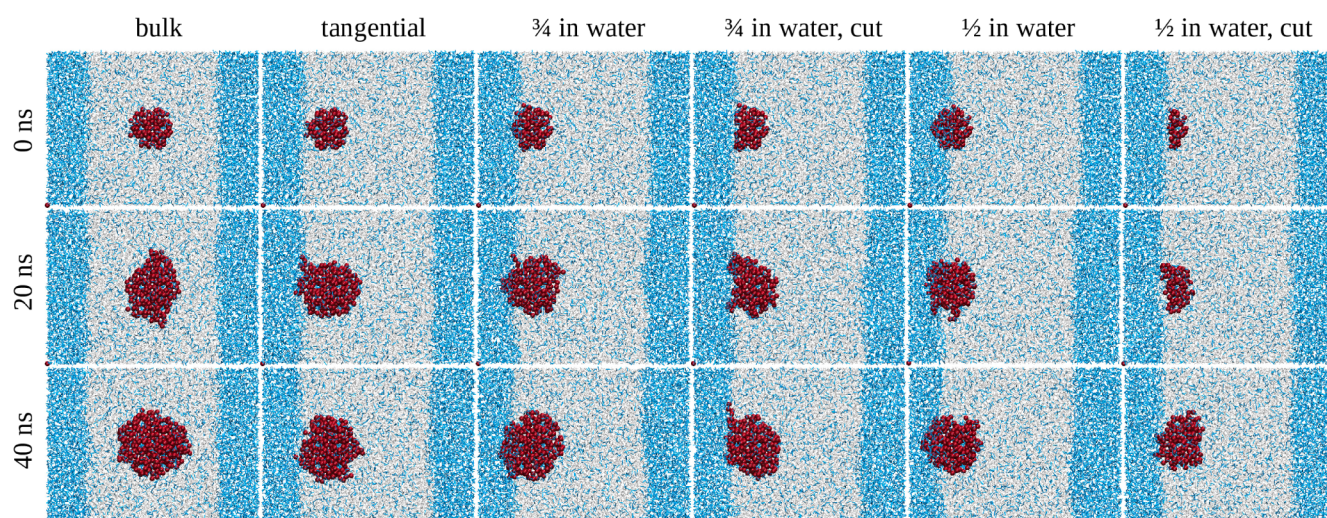 bulk
tangential
¾ in water
¾ in water, cut
½ in water
½ in water, cut
0 ns
20 ns
40 ns